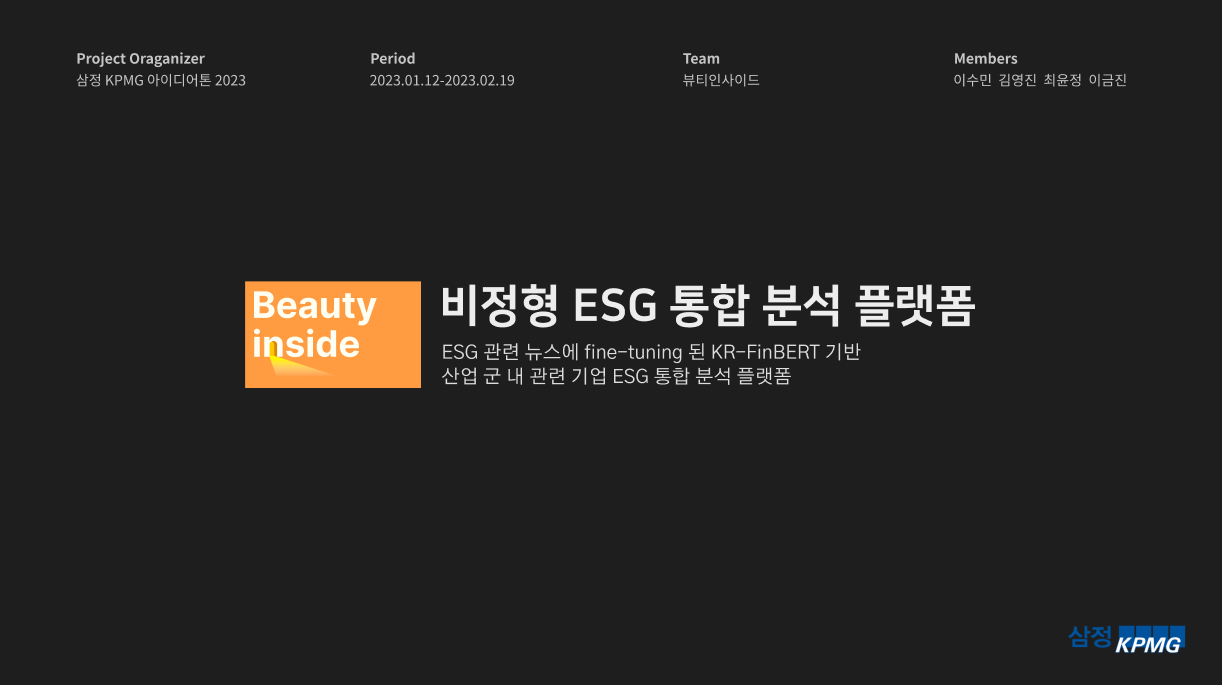 Project Oraganizer
삼정 KPMG 아이디어톤 2023
Period
2023.01.12-2023.02.19
Team
뷰티인사이드
Members
이수민 김영진 최윤정 이금진
Beauty
inside
비정형 ESG 통합 분석 플랫폼
ESG 관련 뉴스에 fine-tuning 된 KR-FinBERT 기반
산업 군 내 관련 기업 ESG 통합 분석 플랫폼
삼정 KPMG